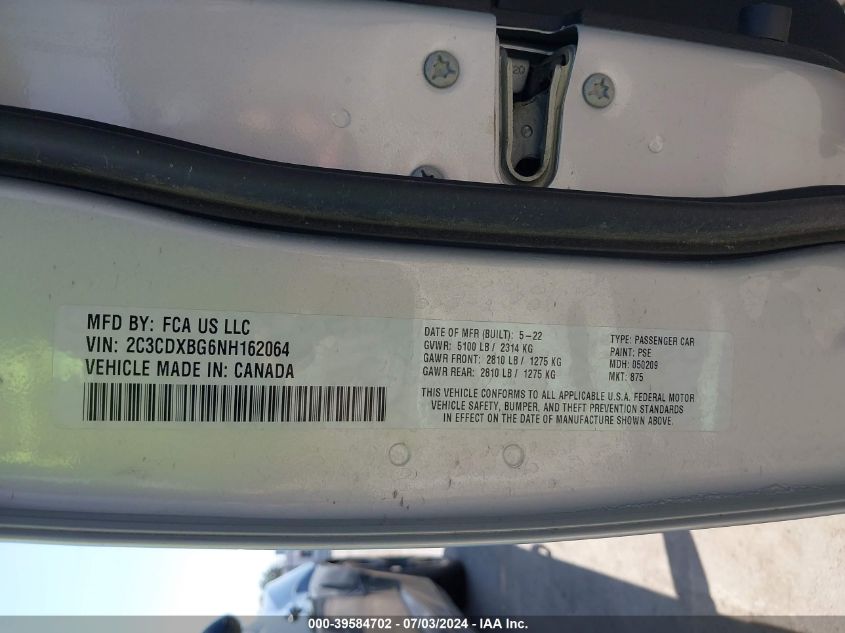 2Q
MFD BY: FCA US LLC
VIN: 2C3CDXBG6NH162064
VEHICLE MADE IN: CANADA
DATE OF MFR (BUILT): 5-22
GVWR: 5100 LB / 2314 KG
GAWR FRONT: 2810 LB / 1275 KG
GAWR REAR: 2810 LB / 1275 KG
TYPE: PASSENGER CAR
PAINT: PSE
MDH: 050209
MKT: 875
THIS VEHICLE CONFORMS TO ALL APPLICABLE U.S.A. FEDERAL MOTOR
VEHICLE SAFETY, BUMPER, AND THEFT PREVENTION STANDARDS
IN EFFECT ON THE DATE OF MANUFACTURE SHOWN ABOVE.
000-39584702 - 07/03/2024 - IAAI Inc.